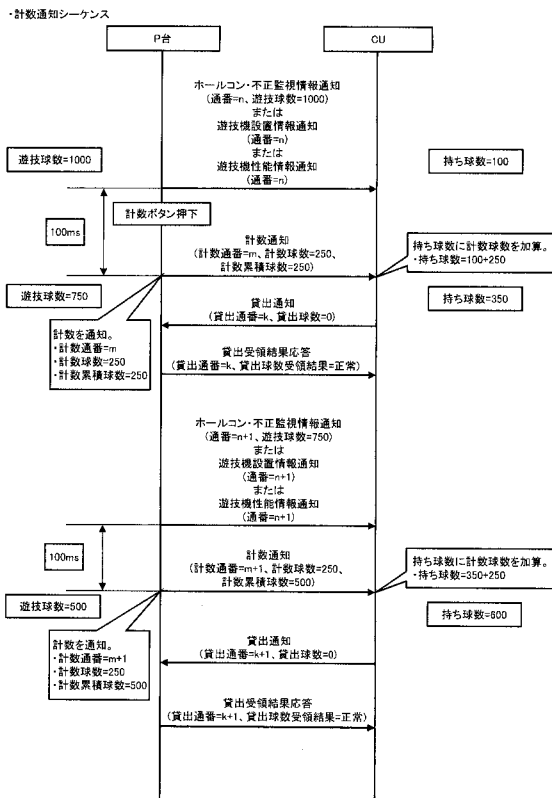 ・計数通知シーケンス
P台
CU
ホールコン・不正監視情報通知
(通番=n、遊技球数=1000)
または
遊技機設置情報通知
(通番=n)
または
遊技機性能情報通知
(通番=n)
遊技球数=1000
持ち球数=100
計数ボタン押下
100ms
計数通知
(計数通番=m、計数球数=250、
計数累積球数=250)
持ち球数に計数球数を加算。
・持ち球数=100+250
遊技球数=750
持ち球数=350
貸出通知
(貸出通番=k、貸出球数=0)
計数を通知。
・計数通番=m
・計数球数=250
・計数累積球数=250
貸出受領結果応答
(貸出通番=k、貸出球数受領結果=正常)
ホールコン・不正監視情報通知
(通番=n+1、遊技球数=750)
または
遊技機設置情報通知
(通番=n+1)
または
遊技機性能情報通知
(通番=n+1)
100ms
計数通知
(計数通番=m+1、計数球数=250、
計数累積球数=500)
持ち球数に計数球数を加算。
・持ち球数=350+250
遊技球数=500
持ち球数=600
計数を通知。
・計数通番=m+1
・計数球数=250
・計数累積球数=500
貸出通知
(貸出通番=k+1、貸出球数=0)
貸出受領結果応答
(貸出通番=k+1、貸出球数受領結果=正常)